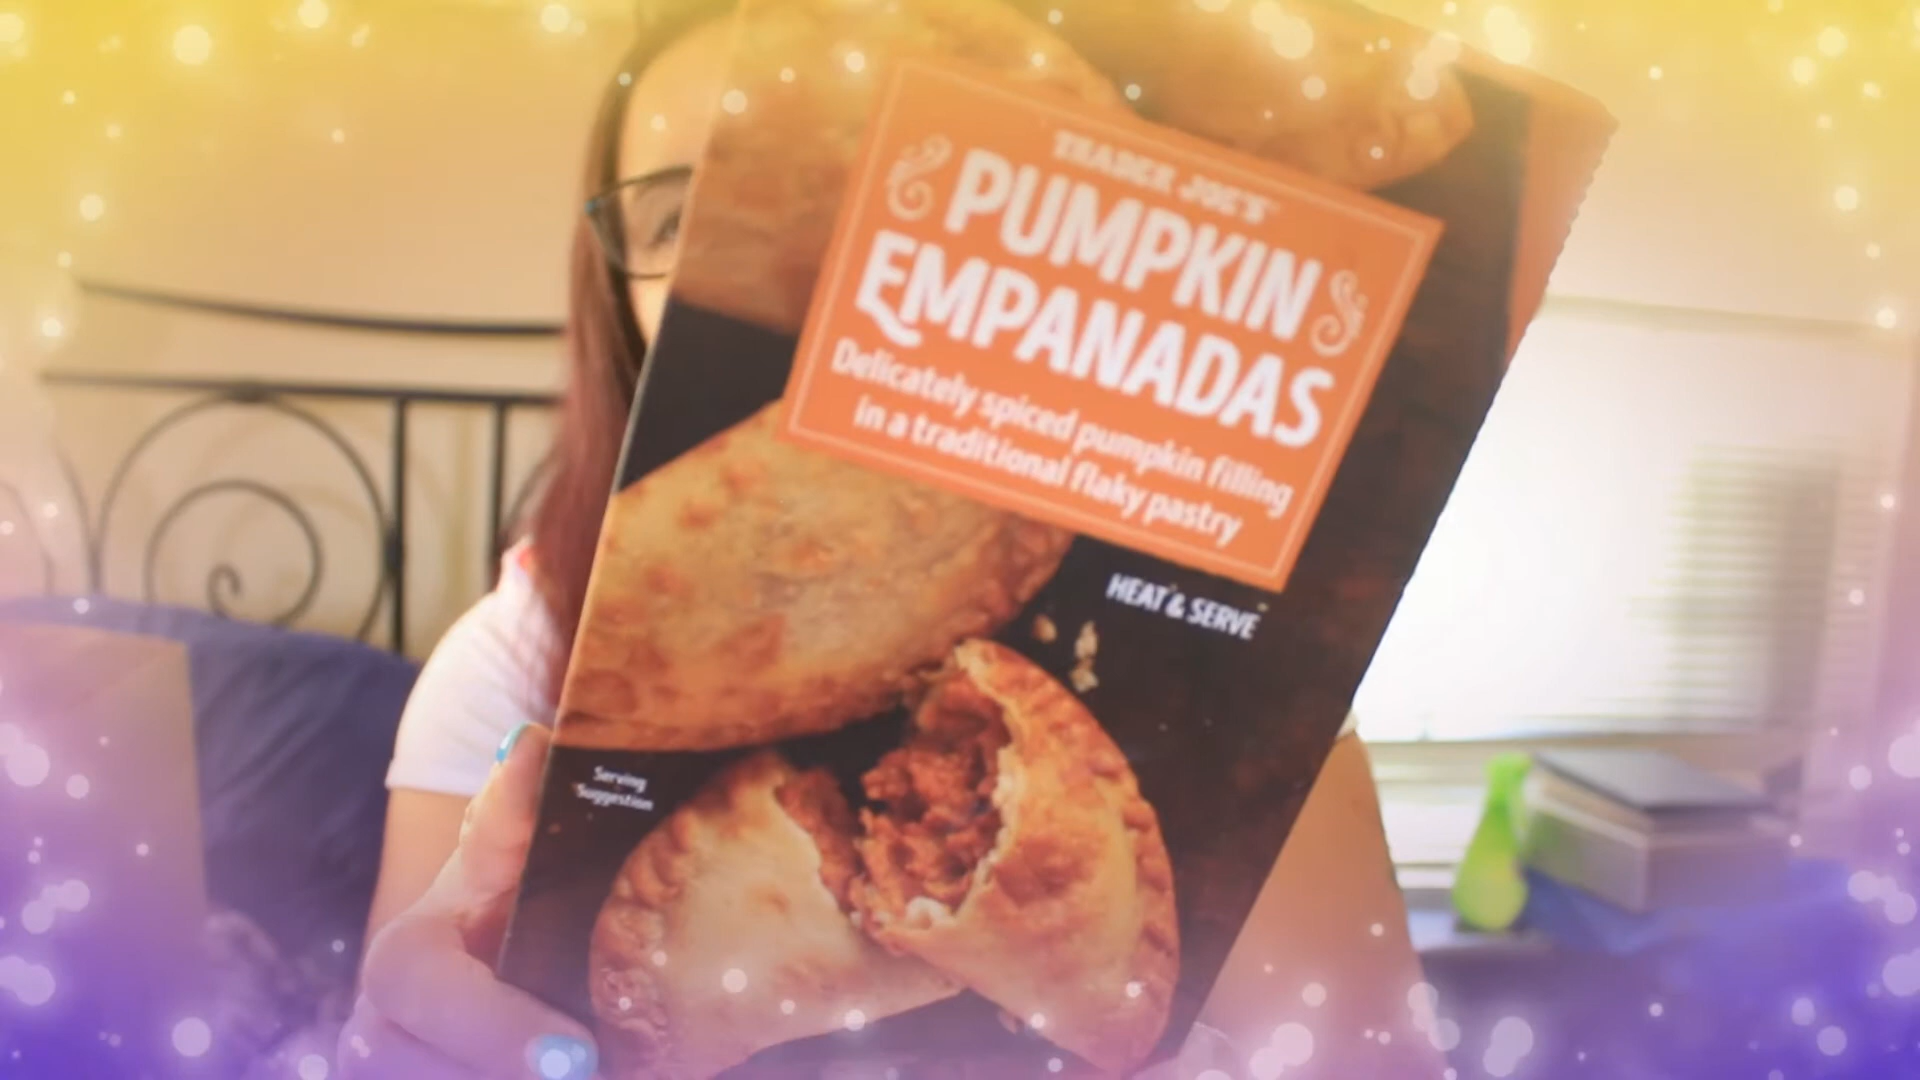 TRADER JOE'S
PUMPKIN
EMPANADAS
Delicately spiced pumpkin filling
in a traditional flaky pastry
HEAT & SERVE
Serving
Suggestion